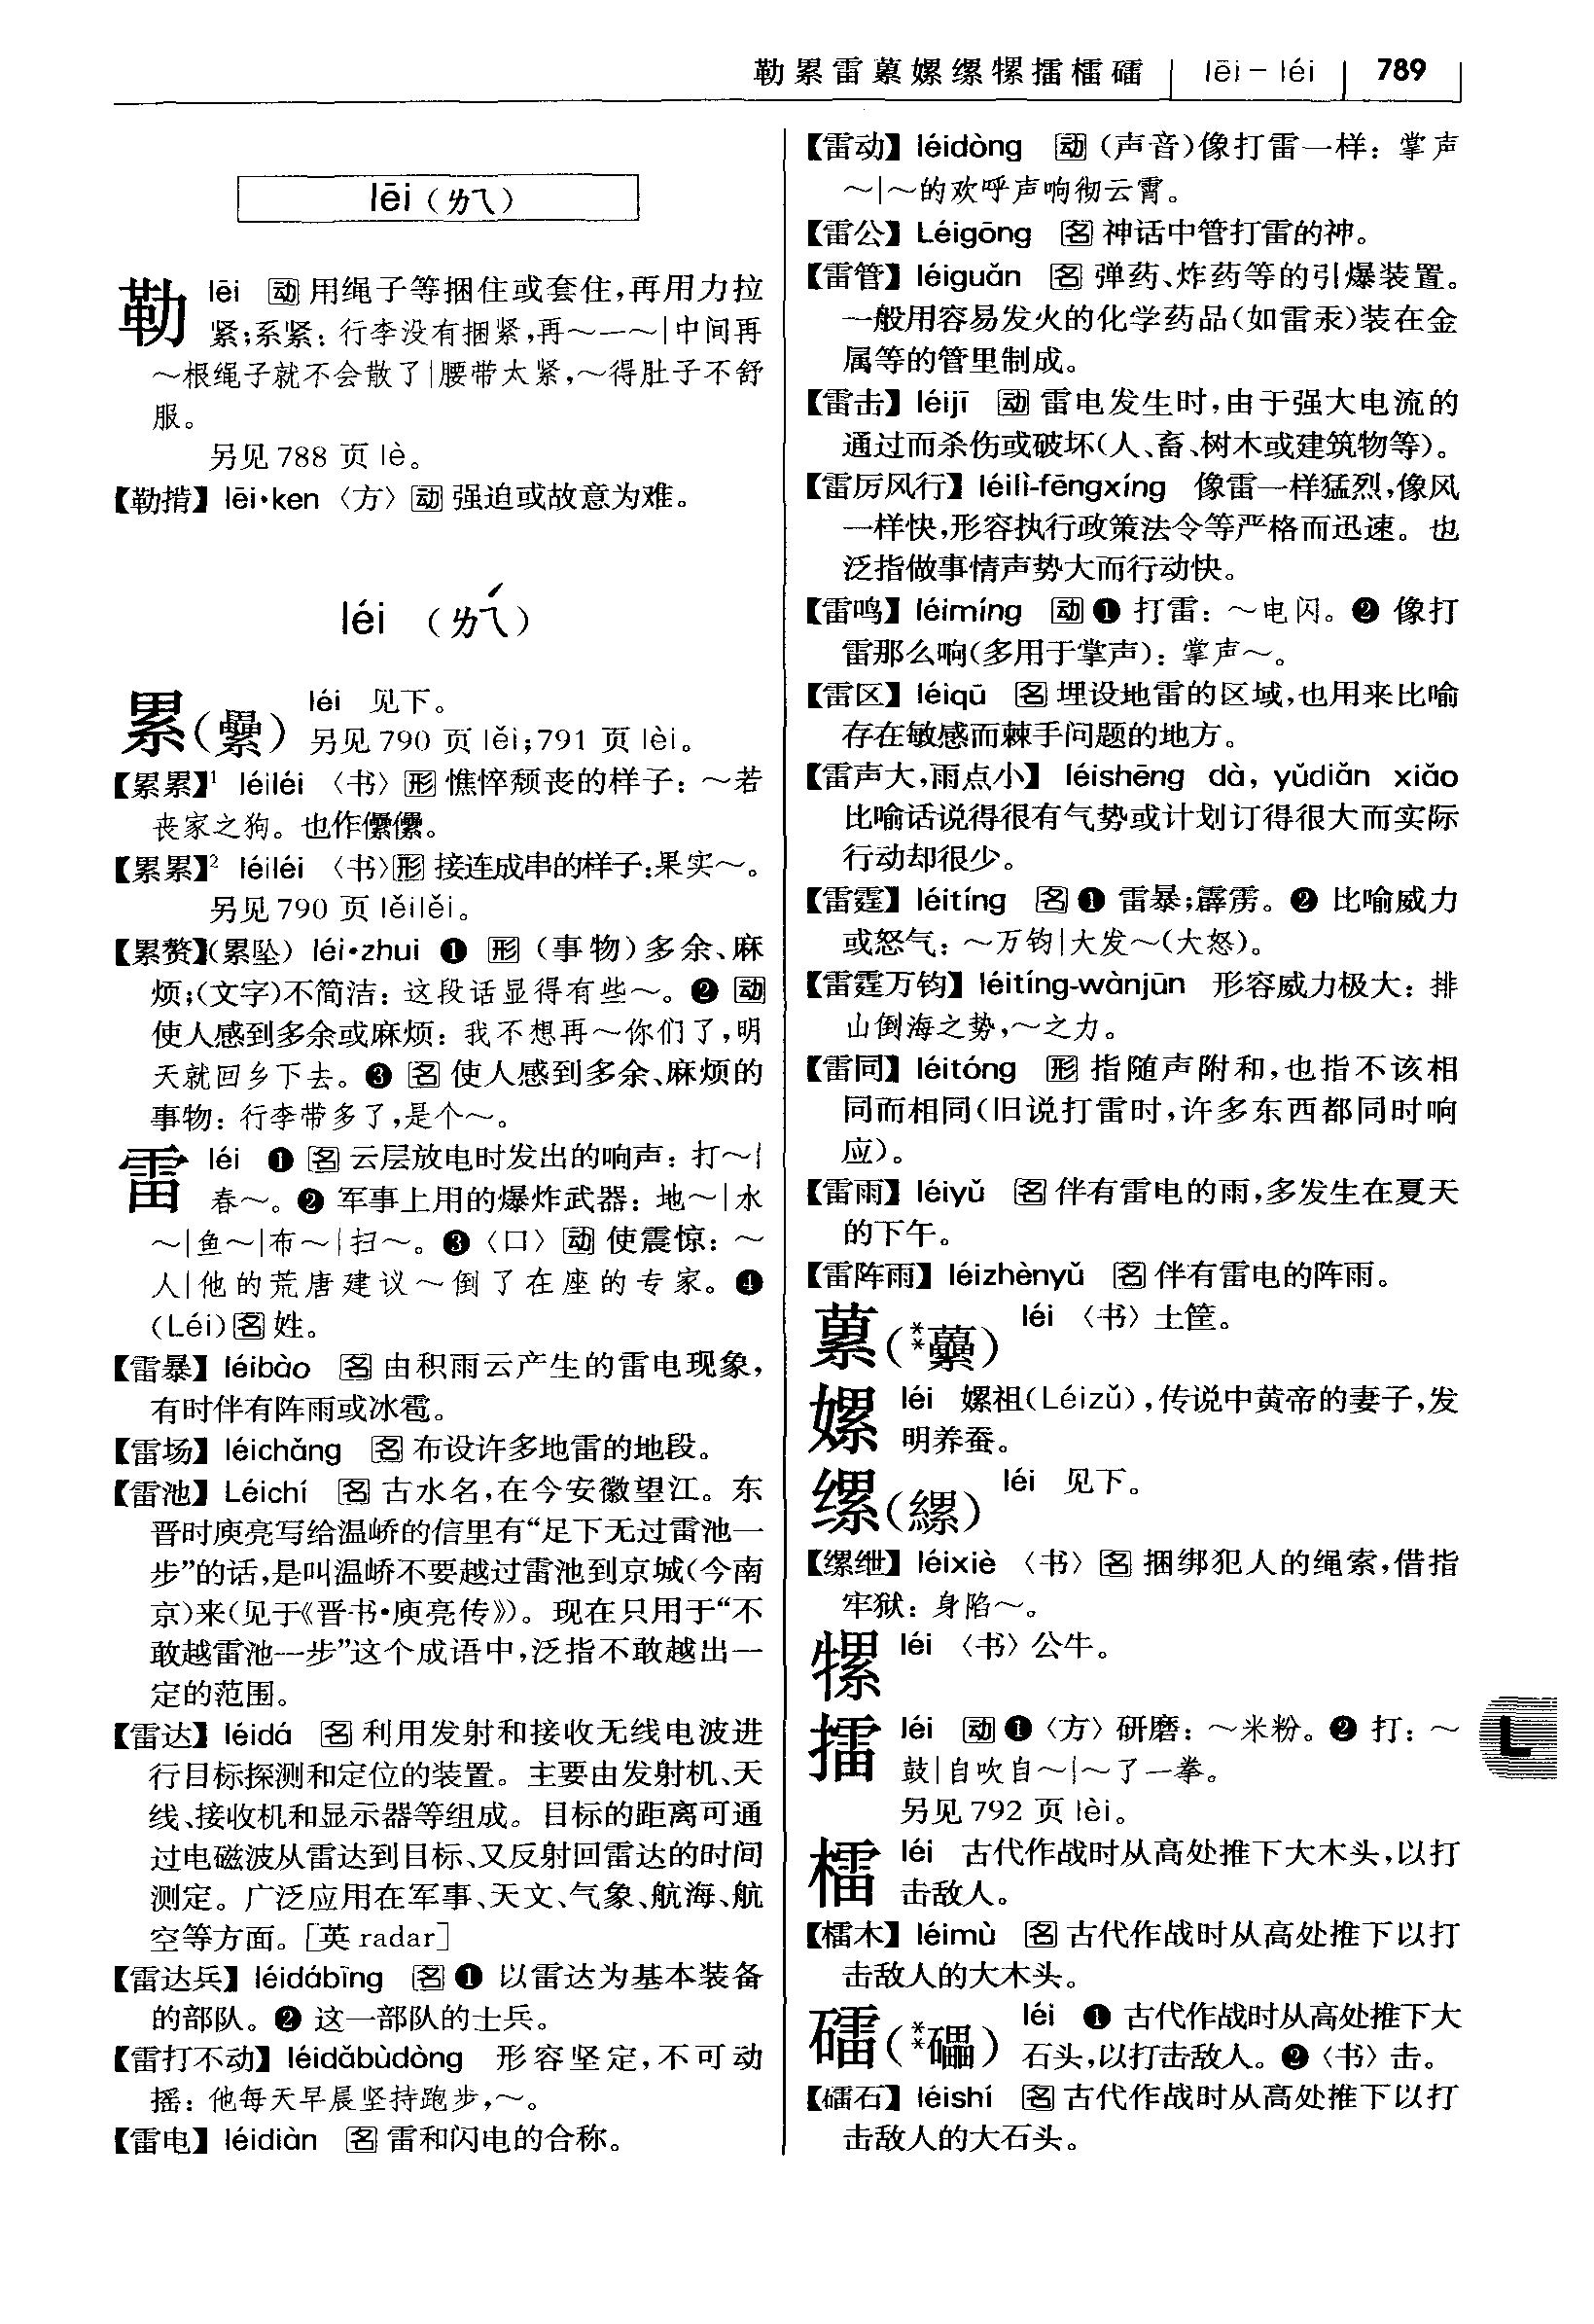 勒累雷蔂嫘缧㹎擂檑礌 lēi－léi 789
lēi（ㄌㄟ）
勒 lēi 动 用绳子等捆住或套住，再用力拉
紧；系紧：行李没有捆紧，再～一～|中间再
～根绳子就不会散了|腰带太紧，～得肚子不舒
服。
另见788页lè。
【勒掯】lēi·ken〈方〉动 强迫或故意为难。
léi（ㄌㄟˊ）
累（纍） léi 见下。
另见790页lěi；791页lèi。
【累累】¹ léiléi〈书〉形 憔悴颓丧的样子：～若
丧家之狗。也作儽儽。
【累累】² léiléi〈书〉形 接连成串的样子：果实～。
另见790页lěilěi。
【累赘】（累坠）léi·zhui ❶ 形（事物）多余、麻
烦；（文字）不简洁：这段话显得有些～。❷ 动
使人感到多余或麻烦：我不想再～你们了，明
天就回乡下去。❸ 名 使人感到多余、麻烦的
事物：行李带多了，是个～。
雷 léi ❶ 名 云层放电时发出的响声：打～|
春～。❷ 军事上用的爆炸武器：地～|水
～|鱼～|布～|扫～。❸〈口〉动 使震惊：～
人|他的荒唐建议～倒了在座的专家。❹
（Léi）名 姓。
【雷暴】léibào 名 由积雨云产生的雷电现象，
有时伴有阵雨或冰雹。
【雷场】léichǎng 名 布设许多地雷的地段。
【雷池】Léichí 名 古水名，在今安徽望江。东
晋时庾亮写给温峤的信里有“足下无过雷池一
步”的话，是叫温峤不要越过雷池到京城（今南
京）来（见于《晋书·庾亮传》）。现在只用于“不
敢越雷池一步”这个成语中，泛指不敢越出一
定的范围。
【雷达】léidá 名 利用发射和接收无线电波进
行目标探测和定位的装置。主要由发射机、天
线、接收机和显示器等组成。目标的距离可通
过电磁波从雷达到目标、又反射回雷达的时间
测定。广泛应用在军事、天文、气象、航海、航
空等方面。［英radar］
【雷达兵】léidábīng 名 ❶ 以雷达为基本装备
的部队。❷ 这一部队的士兵。
【雷打不动】léidǎbùdòng 形容坚定，不可动
摇：他每天早晨坚持跑步，～。
【雷电】léidiàn 名 雷和闪电的合称。
【雷动】léidòng 动（声音）像打雷一样：掌声
～|～的欢呼声响彻云霄。
【雷公】Léigōng 名 神话中管打雷的神。
【雷管】léiguǎn 名 弹药、炸药等的引爆装置。
一般用容易发火的化学药品（如雷汞）装在金
属等的管里制成。
【雷击】léijī 动 雷电发生时，由于强大电流的
通过而杀伤或破坏（人、畜、树木或建筑物等）。
【雷厉风行】léilì-fēngxíng 像雷一样猛烈，像风
一样快，形容执行政策法令等严格而迅速。也
泛指做事情声势大而行动快。
【雷鸣】léimíng 动 ❶ 打雷：～电闪。❷ 像打
雷那么响（多用于掌声）：掌声～。
【雷区】léiqū 名 埋设地雷的区域，也用来比喻
存在敏感而棘手问题的地方。
【雷声大，雨点小】léishēng dà，yǔdiǎn xiǎo
比喻话说得很有气势或计划订得很大而实际
行动却很少。
【雷霆】léitíng 名 ❶ 雷暴；霹雳。❷ 比喻威力
或怒气：～万钧|大发～（大怒）。
【雷霆万钧】léitíng-wànjūn 形容威力极大：排
山倒海之势，～之力。
【雷同】léitóng 形 指随声附和，也指不该相
同而相同（旧说打雷时，许多东西都同时响
应）。
【雷雨】léiyǔ 名 伴有雷电的雨，多发生在夏天
的下午。
【雷阵雨】léizhènyǔ 名 伴有雷电的阵雨。
蔂（**虆） léi〈书〉土筐。
嫘 léi 嫘祖（Léizǔ），传说中黄帝的妻子，发
明养蚕。
缧（縲） léi 见下。
【缧绁】léixiè〈书〉名 捆绑犯人的绳索，借指
牢狱：身陷～。
㹎 léi〈书〉公牛。
擂 léi 动 ❶〈方〉研磨：～米粉。❷ 打：～
鼓|自吹自～|～了一拳。
另见792页lèi。
檑 léi 古代作战时从高处推下大木头，以打
击敌人。
【檑木】léimù 名 古代作战时从高处推下以打
击敌人的大木头。
礌（**礧） léi ❶ 古代作战时从高处推下大
石头，以打击敌人。❷〈书〉击。
【礌石】léishí 名 古代作战时从高处推下以打
击敌人的大石头。
L